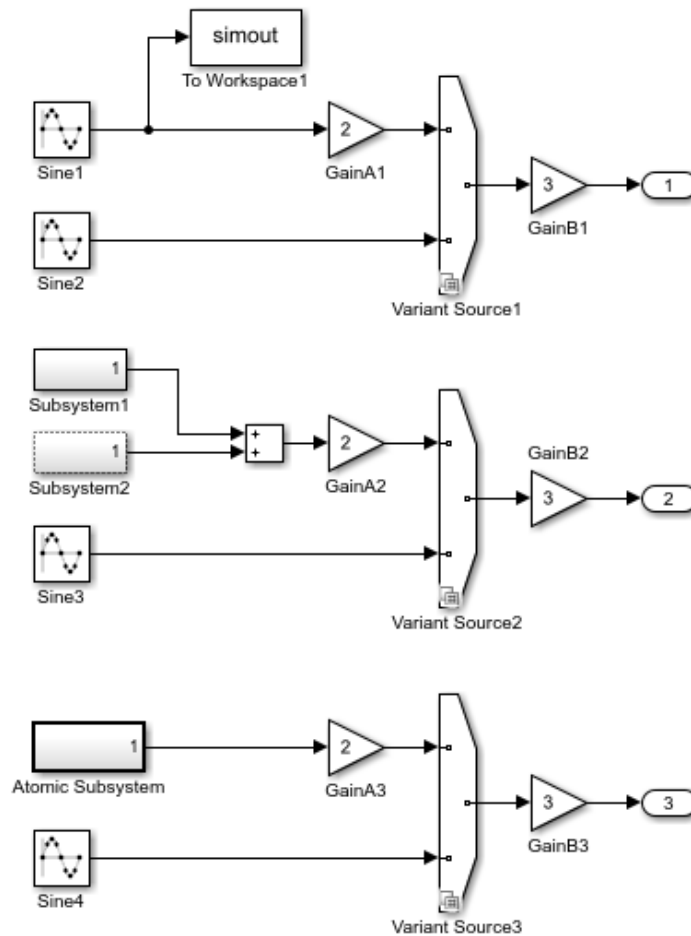 simout
To Workspace1
Sine1
2
GainA1
3
GainB1
1
Sine2
Variant Source1
1
Subsystem1
1
Subsystem2
+
+
2
GainA2
GainB2
3
2
Sine3
Variant Source2
1
Atomic Subsystem
2
GainA3
3
GainB3
3
Sine4
Variant Source3